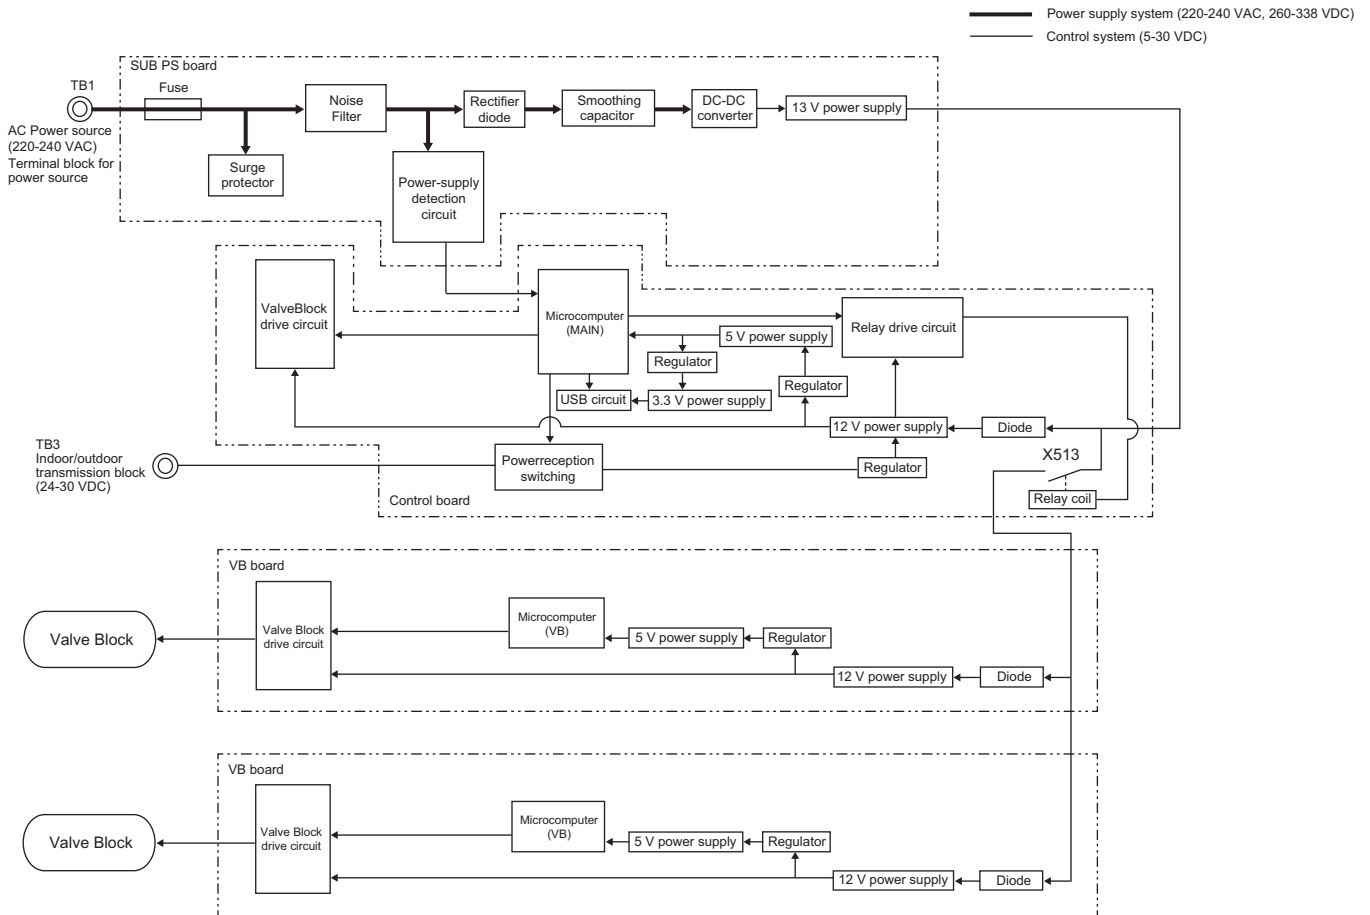 Power supply system (220-240 VAC, 260-338 VDC)
Control system (5-30 VDC)
SUB PS board
TB1
AC Power source
(220-240 VAC)
Terminal block for
power source
Fuse
Noise
Filter
Rectifier
diode
Smoothing
capacitor
DC-DC
converter
13 V power supply
Surge
protector
Power-supply
detection
circuit
ValveBlock
drive circuit
Microcomputer
(MAIN)
Relay drive circuit
5 V power supply
Regulator
Regulator
USB circuit
3.3 V power supply
12 V power supply
Diode
TB3
Indoor/outdoor
transmission block
(24-30 VDC)
Powerreception
switching
Regulator
X513
Relay coil
Control board
VB board
Valve Block
Valve Block
drive circuit
Microcomputer
(VB)
5 V power supply
Regulator
12 V power supply
Diode
VB board
Valve Block
Valve Block
drive circuit
Microcomputer
(VB)
5 V power supply
Regulator
12 V power supply
Diode